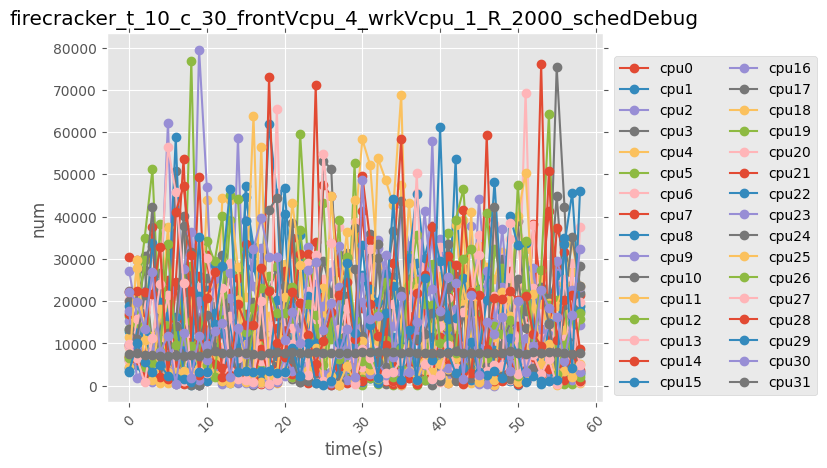 firecracker_t_10_c_30_frontVcpu_4_wrkVcpu_1_R_2000_schedDebug
80000
70000
60000
50000
40000
30000
20000
10000
0
num
0
10
20
30
40
50
60
time(s)
cpu0
cpu1
cpu2
cpu3
cpu4
cpu5
cpu6
cpu7
cpu8
cpu9
cpu10
cpu11
cpu12
cpu13
cpu14
cpu15
cpu16
cpu17
cpu18
cpu19
cpu20
cpu21
cpu22
cpu23
cpu24
cpu25
cpu26
cpu27
cpu28
cpu29
cpu30
cpu31